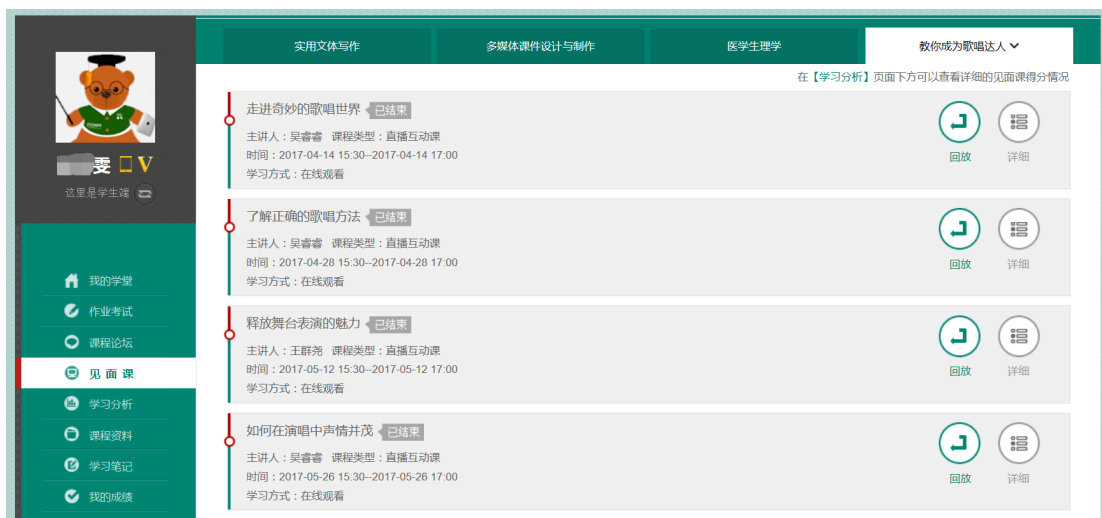 实用文体写作
多媒体课件设计与制作
医学生理学
教你成为歌唱达人
在【学习分析】页面下方可以查看详细的见面课得分情况
雯 V
这里是学生端
我的学堂
作业考试
课程论坛
见面课
学习分析
课程资料
学习笔记
我的成绩
走进奇妙的歌唱世界 已结束
主讲人：吴睿睿 课程类型：直播互动课
时间：2017-04-14 15:30--2017-04-14 17:00
学习方式：在线观看
回放 详细
了解正确的歌唱方法 已结束
主讲人：吴睿睿 课程类型：直播互动课
时间：2017-04-28 15:30--2017-04-28 17:00
学习方式：在线观看
回放 详细
释放舞台表演的魅力 已结束
主讲人：王群尧 课程类型：直播互动课
时间：2017-05-12 15:30--2017-05-12 17:00
学习方式：在线观看
回放 详细
如何在演唱中声情并茂 已结束
主讲人：吴睿睿 课程类型：直播互动课
时间：2017-05-26 15:30--2017-05-26 17:00
学习方式：在线观看
回放 详细